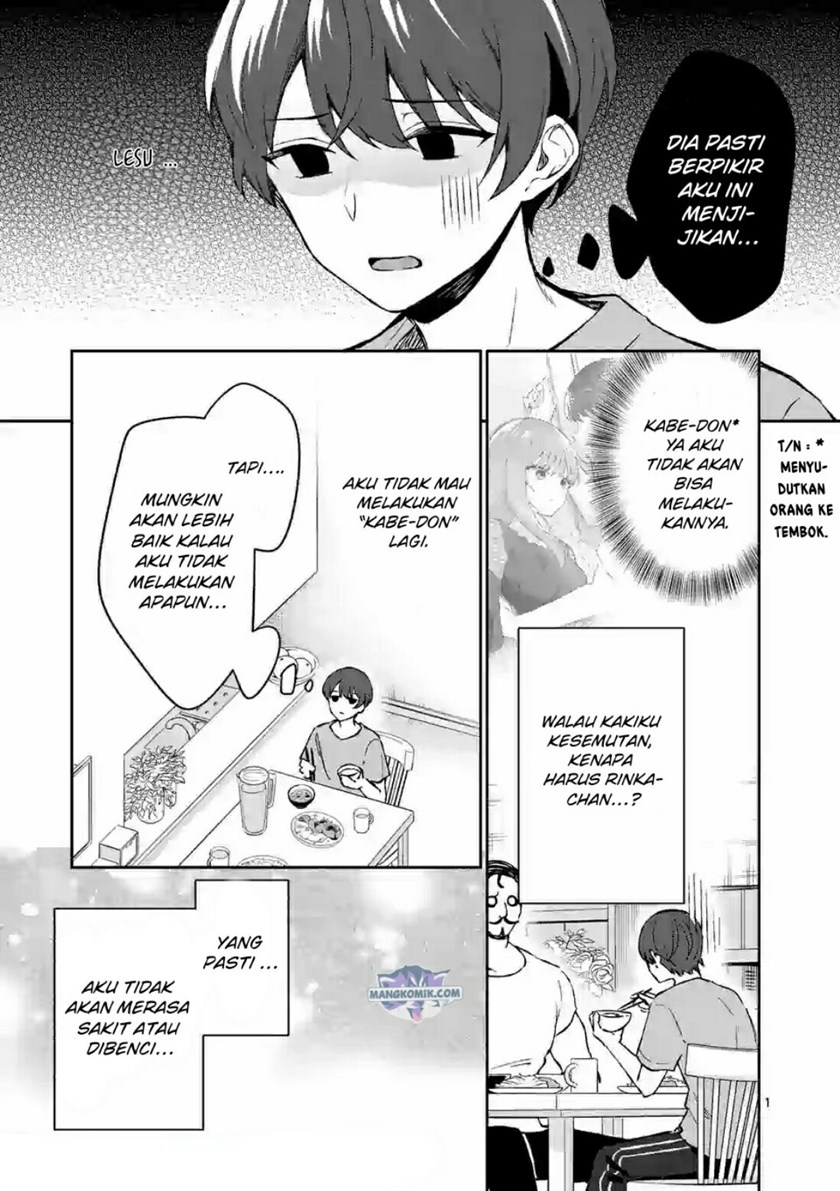 DIA PASTI
BERPIKIR
AKU INI
MENJI-
JIKAN...
LESU ...
KABE-DON*
YA AKU
TIDAK AKAN
BISA
MELAKU-
KANNYA.
T/N : *
MENYU-
DUTKAN
ORANG KE
TEMBOK.
AKU TIDAK MAU
MELAKUKAN
"KABE-DON"
LAGI.
TAPI....
MUNGKIN
AKAN LEBIH
BAIK KALAU
AKU TIDAK
MELAKUKAN
APAPUN...
WALAU KAKIKU
KESEMUTAN,
KENAPA
HARUS RINKA-
CHAN...?
YANG
PASTI ...
AKU TIDAK
AKAN MERASA
SAKIT ATAU
DIBENCI...
MANGKOMIK.COM
1